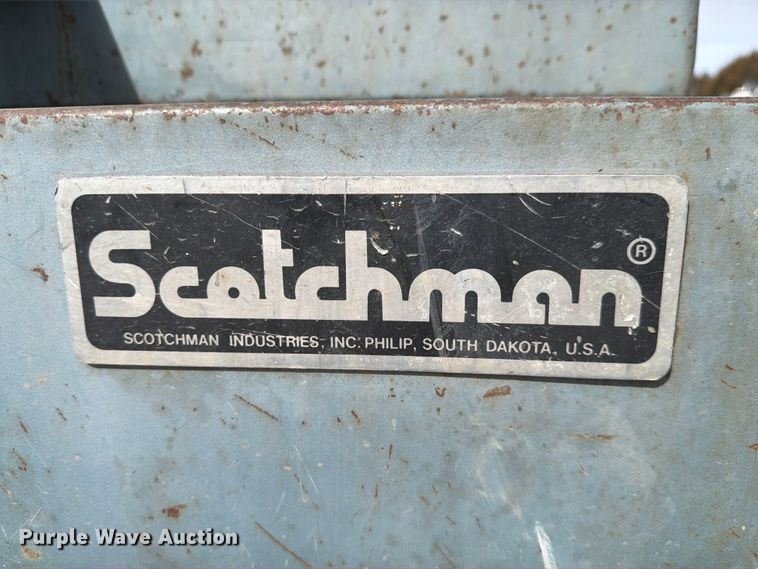 Scotchman®
SCOTCHMAN INDUSTRIES, INC. PHILIP, SOUTH DAKOTA, U.S.A.
Purple Wave Auction